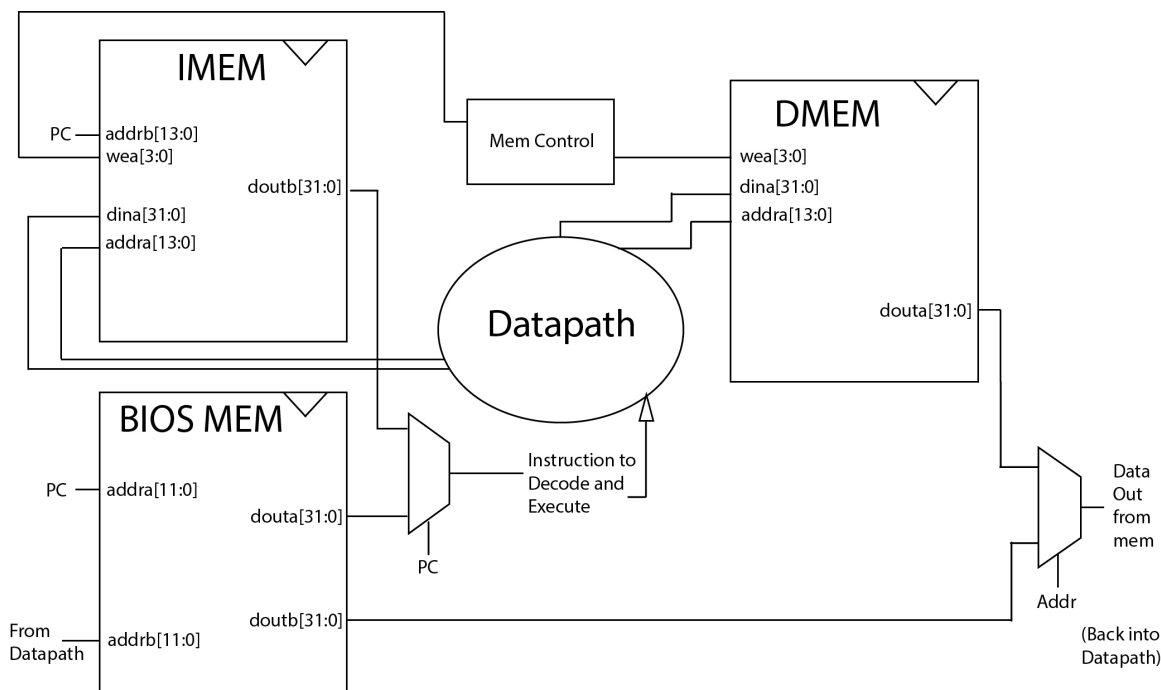 IMEM
PC
addrb[13:0]
wea[3:0]
doutb[31:0]
dina[31:0]
addra[13:0]
Mem Control
DMEM
wea[3:0]
dina[31:0]
addra[13:0]
douta[31:0]
Datapath
BIOS MEM
PC
addra[11:0]
douta[31:0]
doutb[31:0]
From
Datapath
addrb[11:0]
PC
Instruction to
Decode and
Execute
Data
Out
from
mem
Addr
(Back into
Datapath)